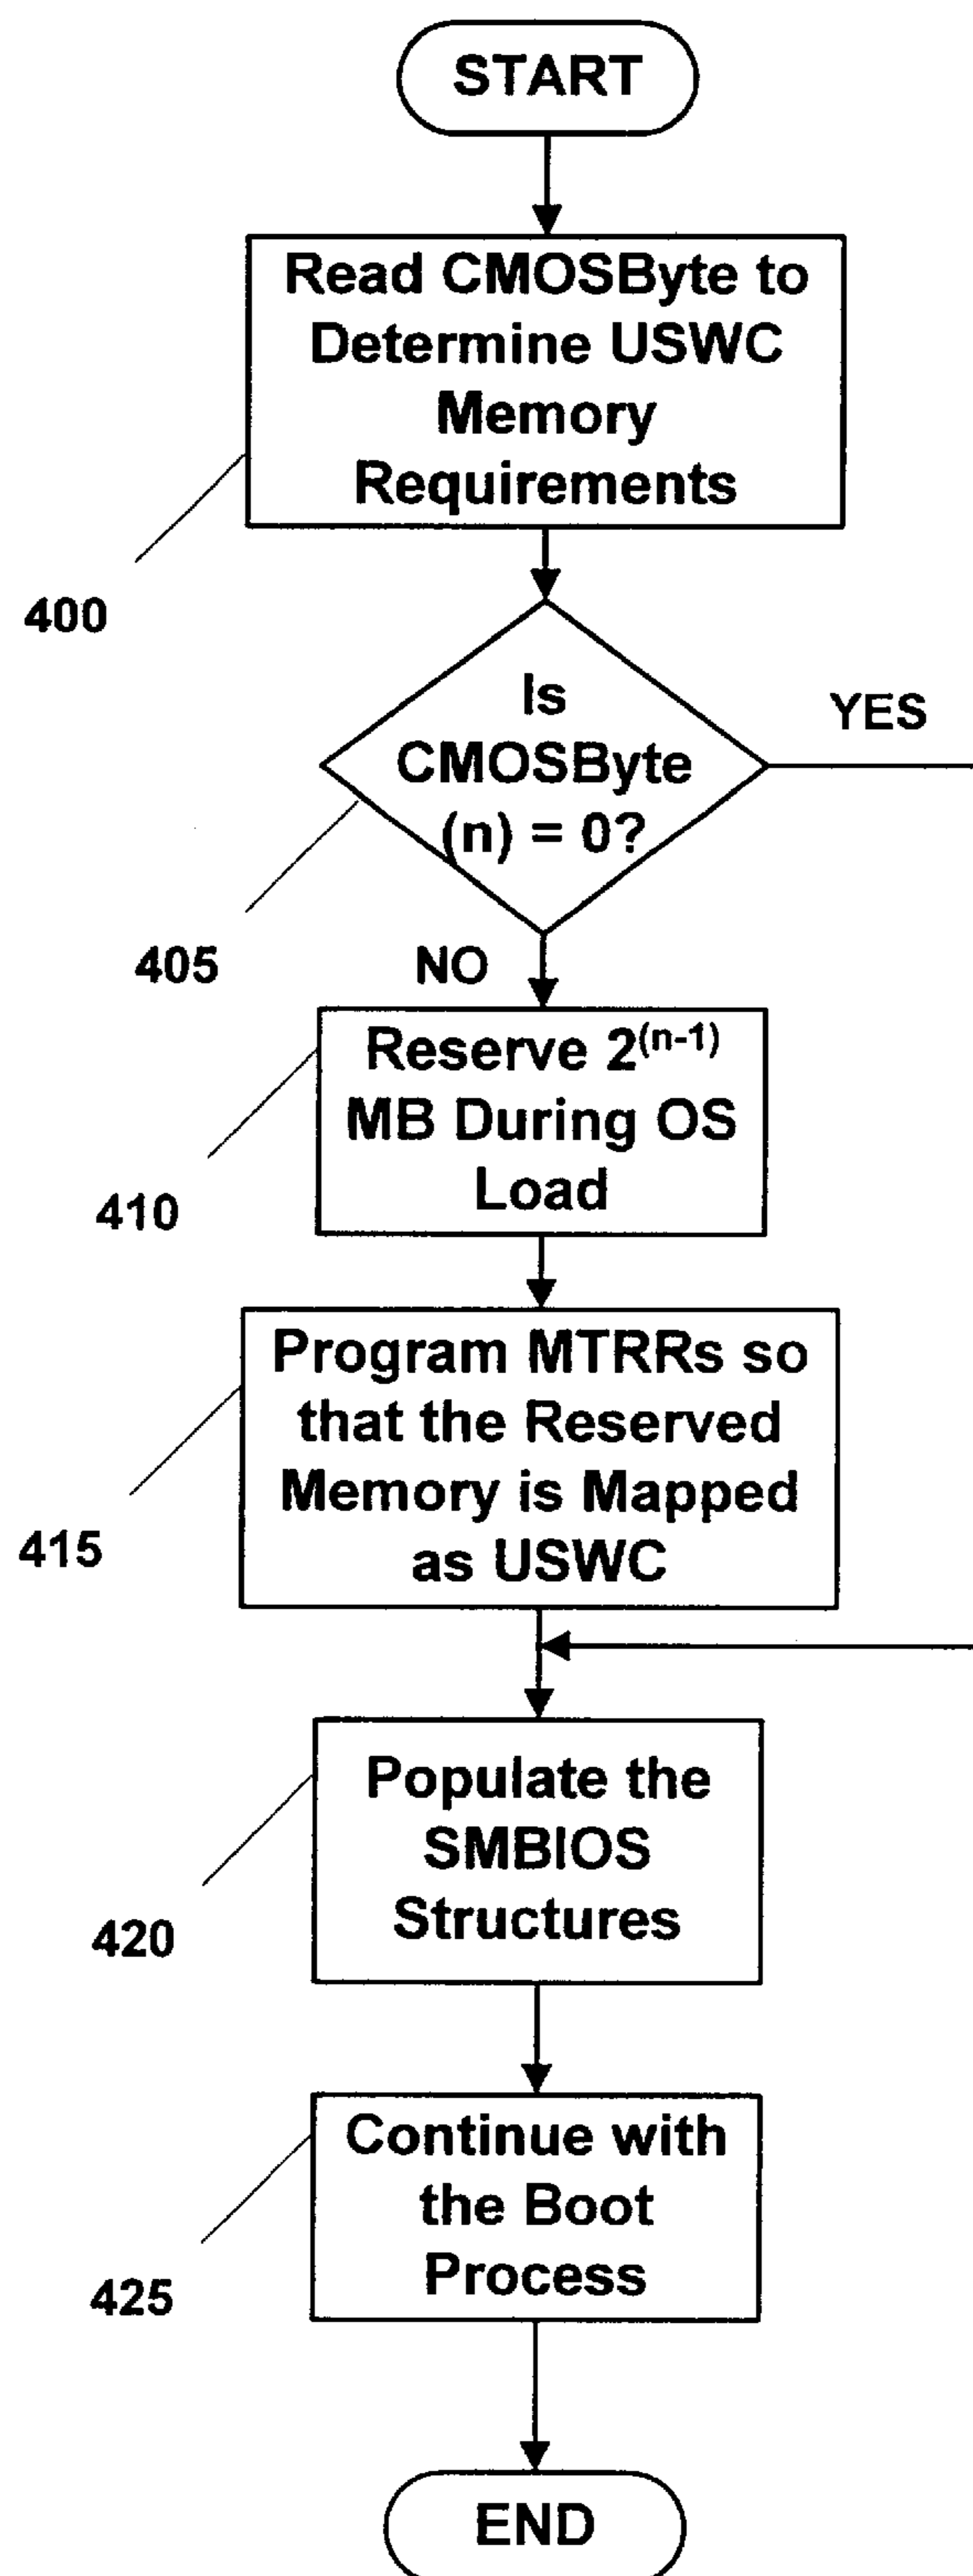 START
Read CMOSByte to
Determine USWC
Memory
Requirements
400
Is
CMOSByte
(n) = 0?
YES
405
NO
Reserve 2^(n-1)
MB During OS
Load
410
Program MTRRs so
that the Reserved
Memory is Mapped
as USWC
415
Populate the
SMBIOS
Structures
420
Continue with
the Boot
Process
425
END